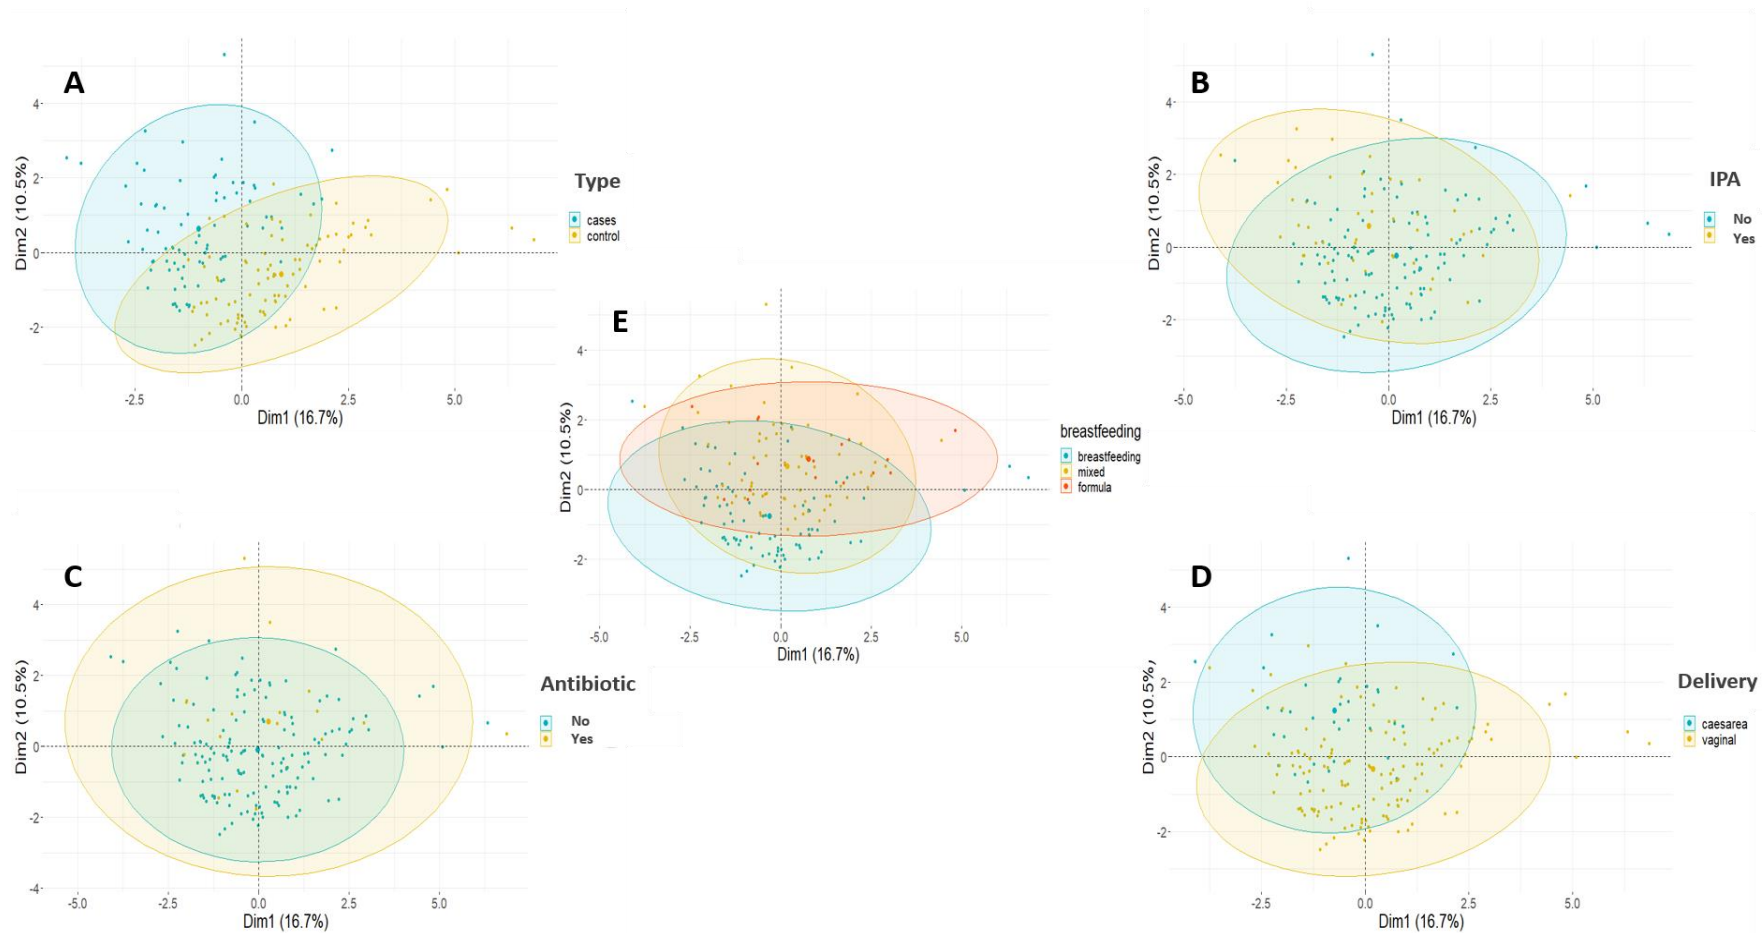 A
4
2
0
-2
-2.5
0.0
2.5
5.0
Dim1 (16.7%)
Dim2 (10.5%)
Type
cases
control
B
4
2
0
-2
-5.0
-2.5
0.0
2.5
5.0
Dim1 (16.7%)
Dim2 (10.5%)
IPA
No
Yes
E
4
2
0
-2
-5.0
-2.5
0.0
2.5
5.0
Dim1 (16.7%)
Dim2 (10.5%)
breastfeeding
breastfeeding
mixed
formula
C
4
2
0
-2
-4
-5.0
-2.5
0.0
2.5
5.0
Dim1 (16.7%)
Dim2 (10.5%)
Antibiotic
No
Yes
D
4
2
0
-2
-2.5
0.0
2.5
5.0
Dim1 (16.7%)
Dim2 (10.5%,
Delivery
caesarea
vaginal